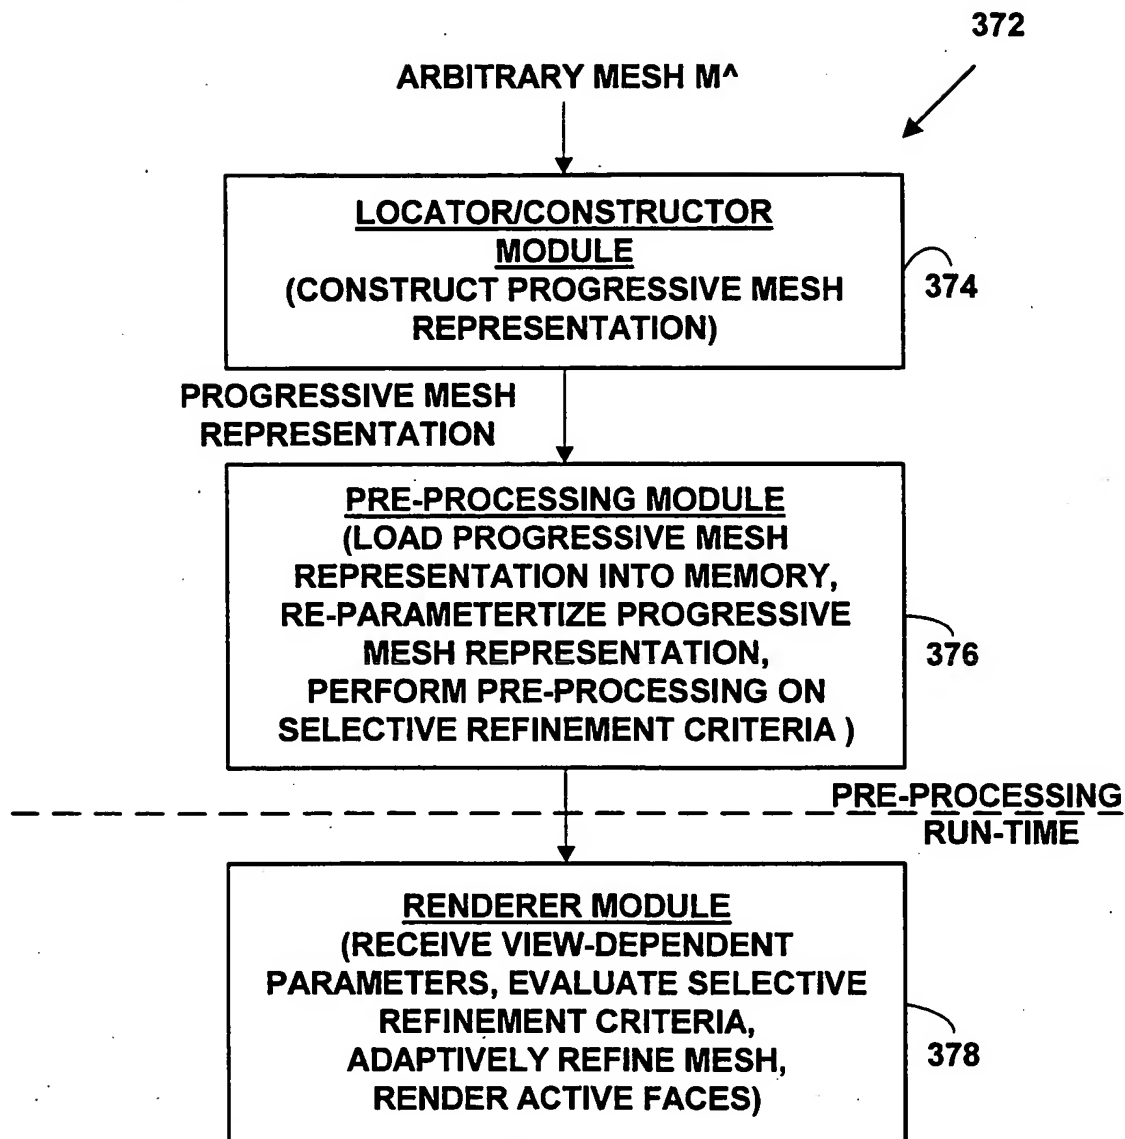 372
ARBITRARY MESH M^
LOCATOR/CONSTRUCTOR
MODULE
(CONSTRUCT PROGRESSIVE MESH
REPRESENTATION)
374
PROGRESSIVE MESH
REPRESENTATION
PRE-PROCESSING MODULE
(LOAD PROGRESSIVE MESH
REPRESENTATION INTO MEMORY,
RE-PARAMETERTIZE PROGRESSIVE
MESH REPRESENTATION,
PERFORM PRE-PROCESSING ON
SELECTIVE REFINEMENT CRITERIA )
376
PRE-PROCESSING
RUN-TIME
RENDERER MODULE
(RECEIVE VIEW-DEPENDENT
PARAMETERS, EVALUATE SELECTIVE
REFINEMENT CRITERIA,
ADAPTIVELY REFINE MESH,
RENDER ACTIVE FACES)
378